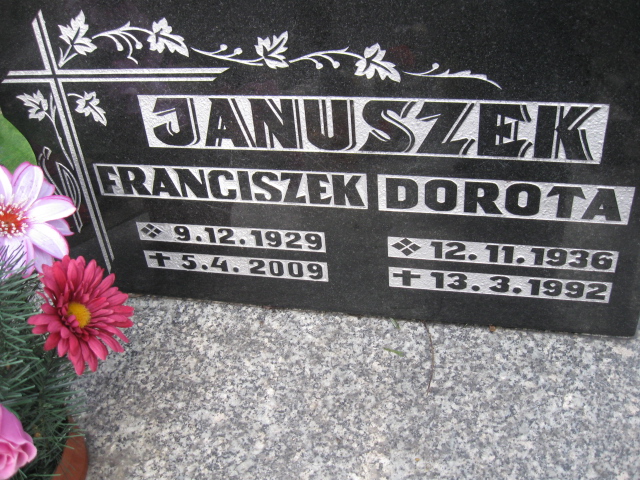 JANUSZEK
FRANCISZEK DOROTA
9.12.1929
5.4.2009
12.11.1936
13.3.1992